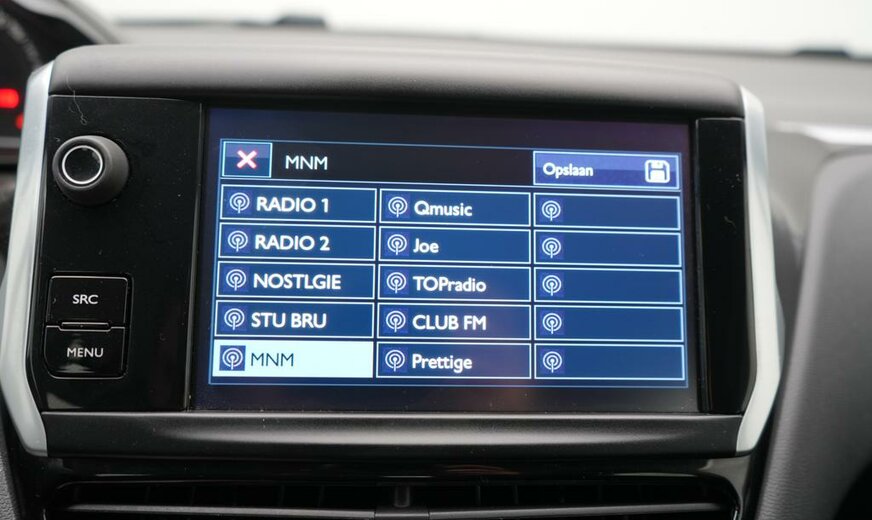 MNM
Opslaan
RADIO 1
Qmusic
RADIO 2
Joe
NOSTLGIE
TOPradio
STU BRU
CLUB FM
MNM
Prettige
SRC
MENU